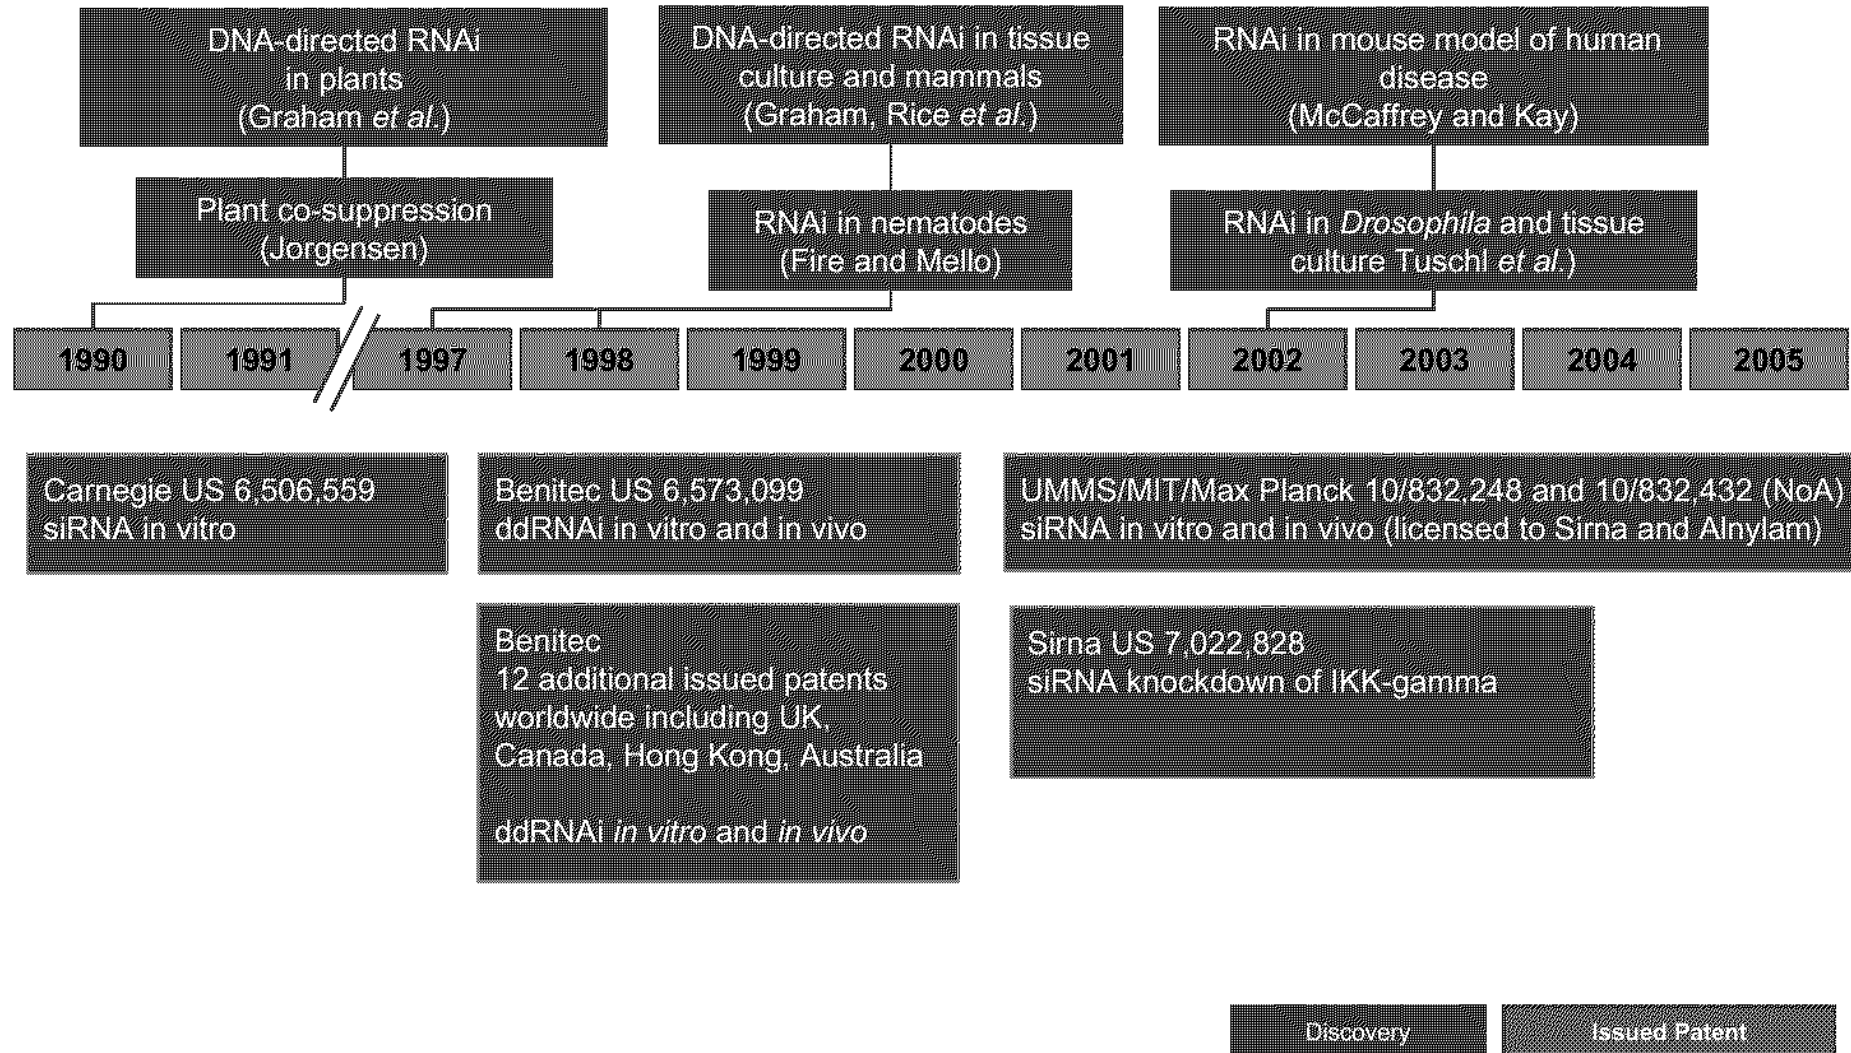 DNA-directed RNAi
in plants
(Graham et al.)
DNA-directed RNAi in tissue
culture and mammals
(Graham, Rice et al.)
RNAi in mouse model of human
disease
(McCaffrey and Kay)
Plant co-suppression
(Jorgensen)
RNAi in nematodes
(Fire and Mello)
RNAi in Drosophila and tissue
culture Tuschl et al.)
1990
1991
1997
1998
1999
2000
2001
2002
2003
2004
2005
Carnegie US 6,506,559
siRNA in vitro
Benitec US 6,573,099
ddRNAi in vitro and in vivo
UMMS/MIT/Max Planck 10/832,248 and 10/832,432 (NoA)
siRNA in vitro and in vivo (licensed to Sirna and Alnylam)
Benitec
12 additional issued patents
worldwide including UK,
Canada, Hong Kong, Australia
ddRNAi in vitro and in vivo
Sirna US 7,022,828
siRNA knockdown of IKK-gamma
Discovery
Issued Patent